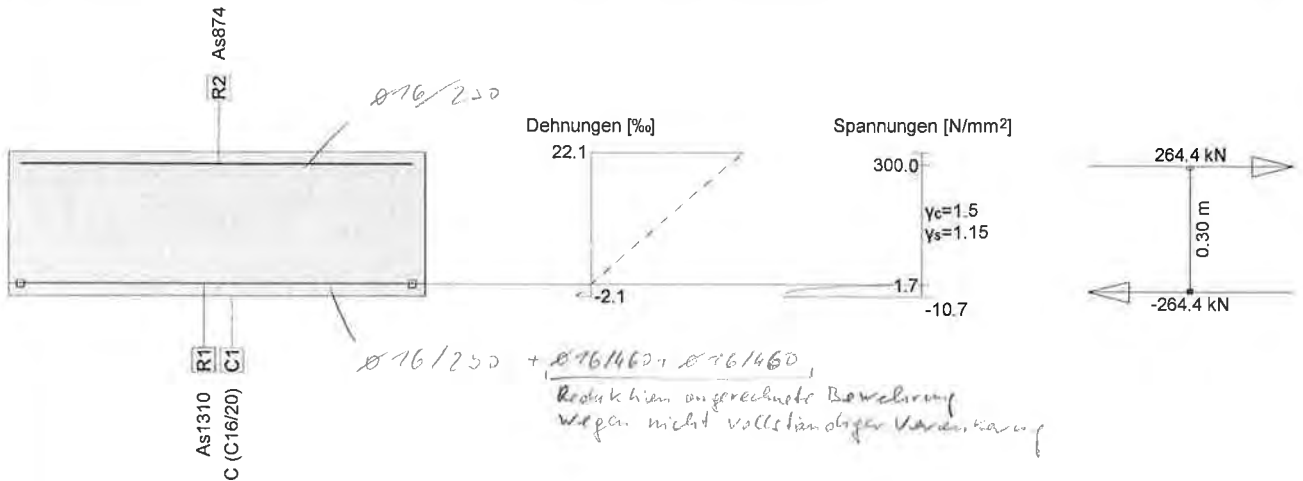 R2 As874
ø16/250
Dehnungen [‰]
22.1
-2.1
Spannungen [N/mm²]
300.0
γc=1.5
γs=1.15
1.7
-10.7
264.4 kN
0.30 m
-264.4 kN
As1310 R1
C (C16/20) C1
ø16/250 + ø16/460 + ø16/460
Reduktion angerechnete Bewehrung
wegen nicht vollständiger Verankerung